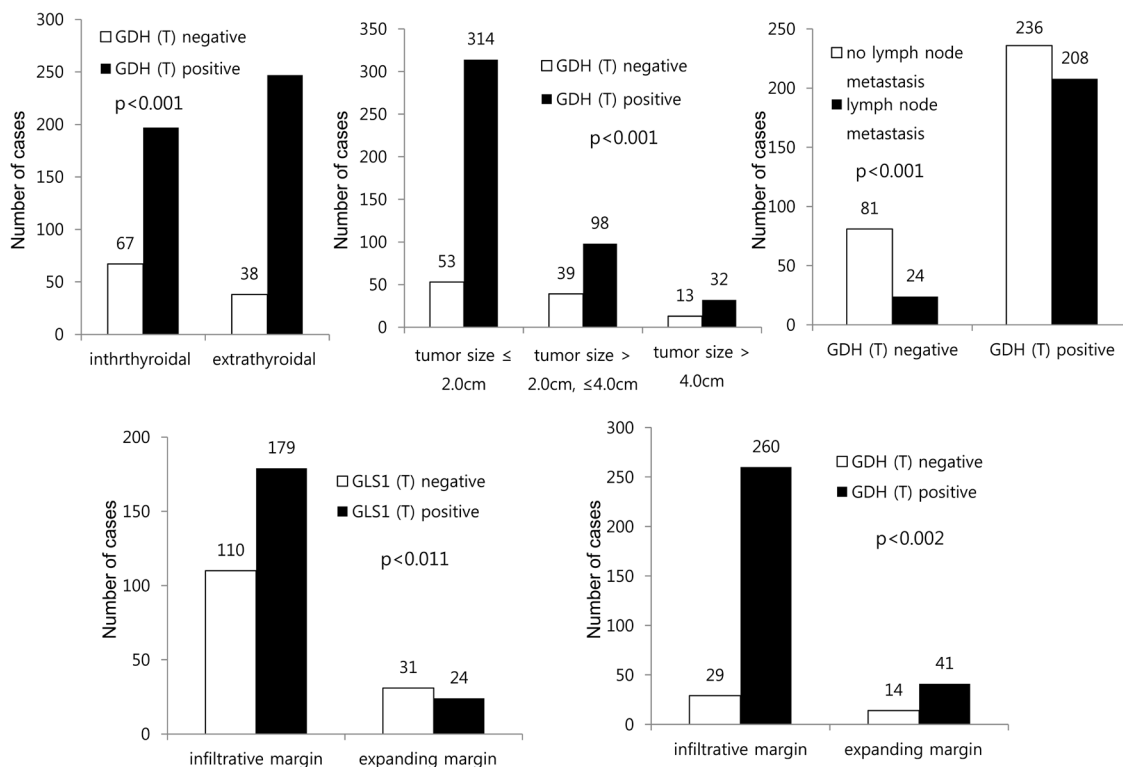 300
250
200
150
100
50
0
Number of cases
GDH (T) negative
GDH (T) positive
p<0.001
67
38
inthrthyroidal
extrathyroidal
350
300
250
200
150
100
50
0
Number of cases
314
GDH (T) negative
GDH (T) positive
p<0.001
53
39
98
13
32
tumor size ≤
2.0cm
tumor size >
2.0cm, ≤4.0cm
tumor size >
4.0cm
250
200
150
100
50
0
Number of cases
no lymph node
metastasis
lymph node
metastasis
p<0.001
81
24
236
208
GDH (T) negative
GDH (T) positive
200
150
100
50
0
Number of cases
GLS1 (T) negative
GLS1 (T) positive
p<0.011
110
179
31
24
infiltrative margin
expanding margin
300
250
200
150
100
50
0
Number of cases
GDH (T) negative
GDH (T) positive
p<0.002
29
260
14
41
infiltrative margin
expanding margin